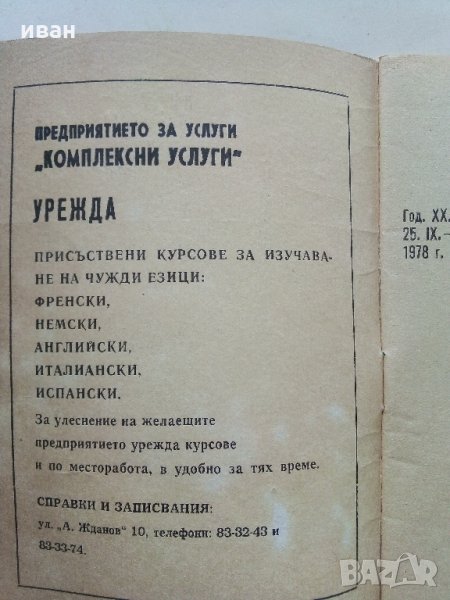 иван
ПРЕДПРИЯТИЕТО ЗА УСЛУГИ
„КОМПЛЕКСНИ УСЛУГИ“
УРЕЖДА
ПРИСЪСТВЕНИ КУРСОВЕ ЗА ИЗУЧАВА-
НЕ НА ЧУЖДИ ЕЗИЦИ:
ФРЕНСКИ,
НЕМСКИ,
АНГЛИЙСКИ,
ИТАЛИАНСКИ,
ИСПАНСКИ.
За улеснение на желаещите
предприятието урежда курсове
и по месторабота, в удобно за тях време.
СПРАВКИ И ЗАПИСВАНИЯ:
ул. „А. Жданов“ 10, телефони: 83-32-43 и
83-33-74.
Год. XX.
25. IX.–
1978 г.
BAZAR